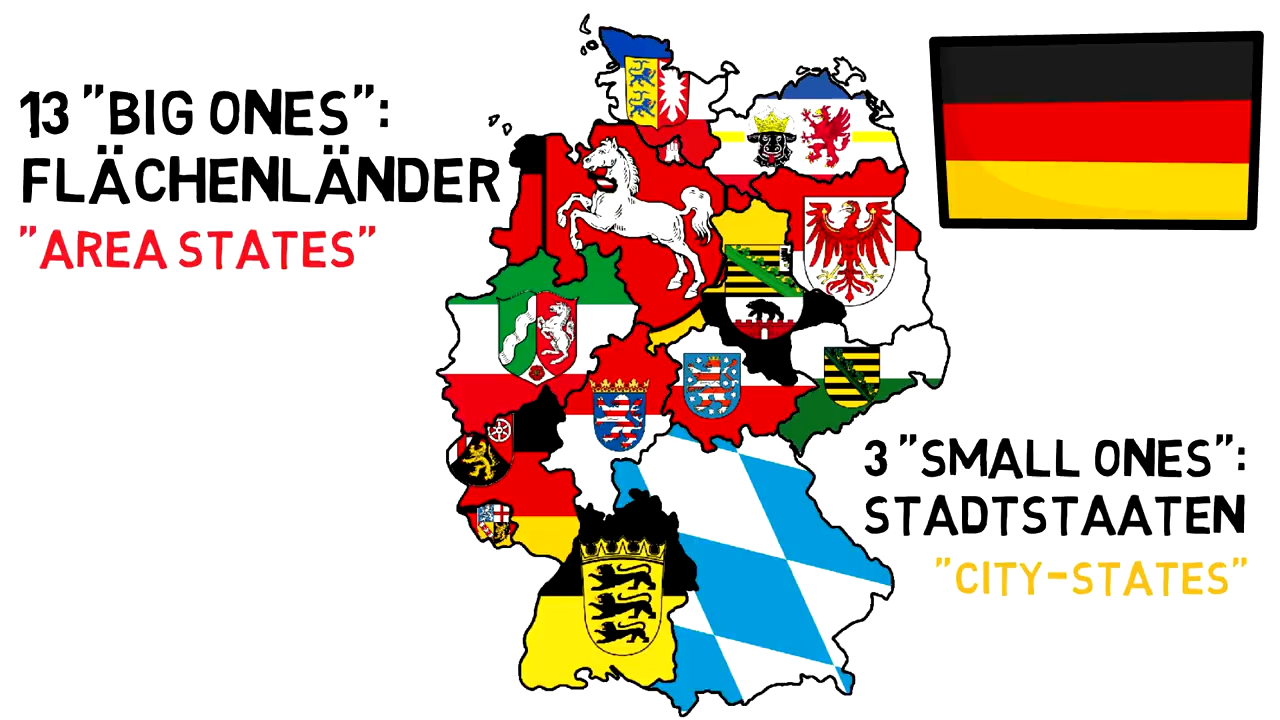 13 "BIG ONES":
FLÄCHENLÄNDER
"AREA STATES"
3 "SMALL ONES":
STADTSTAATEN
"CITY-STATES"